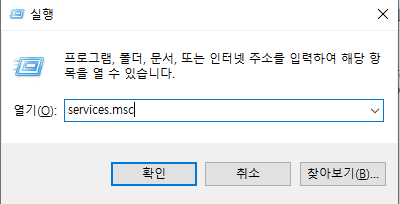 실행
프로그램, 폴더, 문서, 또는 인터넷 주소를 입력하여 해당 항
목을 열 수 있습니다.
열기(O): services.msc
확인 취소 찾아보기(B)...